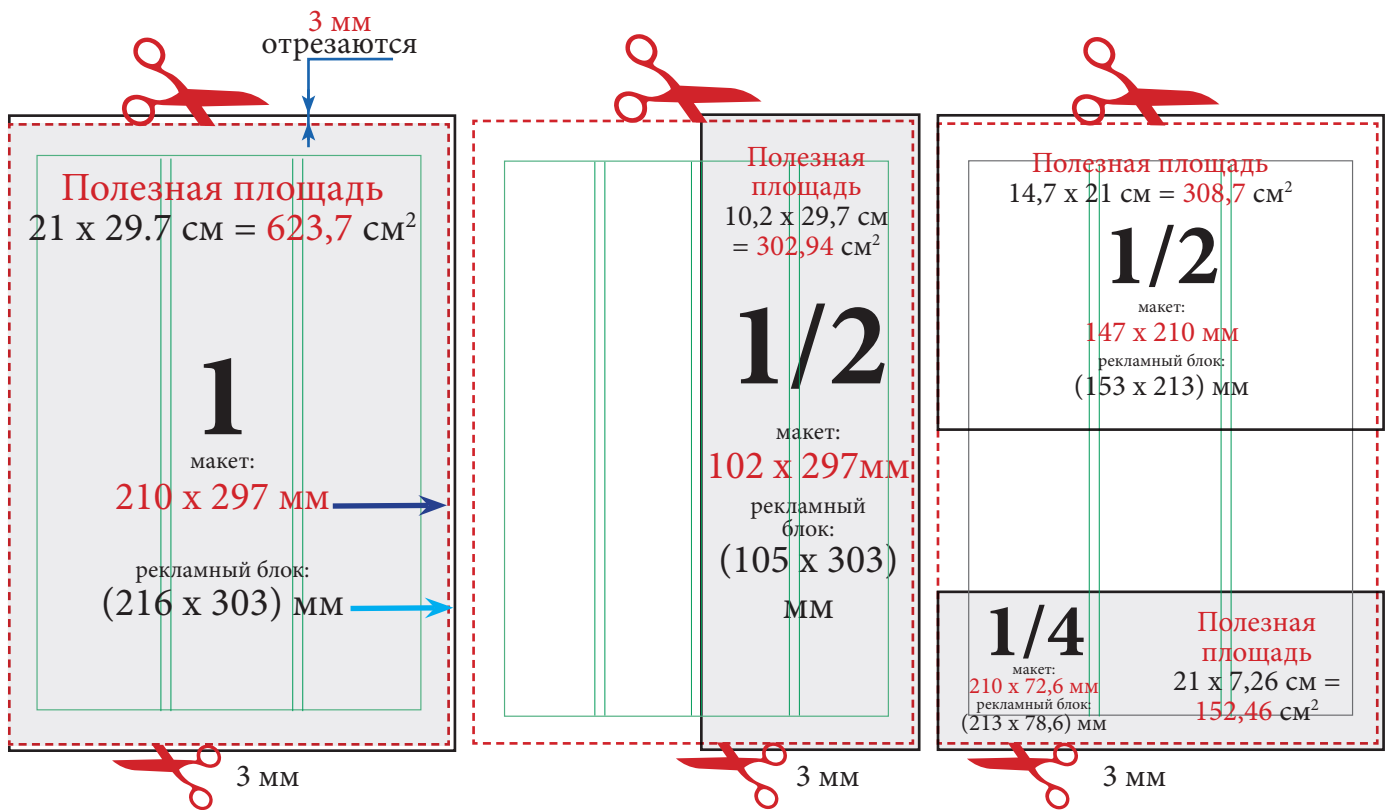 3 мм
отрезаются
Полезная площадь
21 x 29.7 см = 623,7 см²
1
макет:
210 x 297 мм
рекламный блок:
(216 x 303) мм
3 мм
Полезная
площадь
10,2 x 29,7 см
= 302,94 см²
1/2
макет:
102 x 297мм
рекламный
блок:
(105 x 303)
мм
3 мм
Полезная площадь
14,7 x 21 см = 308,7 см²
1/2
макет:
147 x 210 мм
рекламный блок:
(153 x 213) мм
1/4
макет:
210 x 72,6 мм
рекламный блок:
(213 x 78,6) мм
Полезная
площадь
21 x 7,26 см =
152,46 см²
3 мм